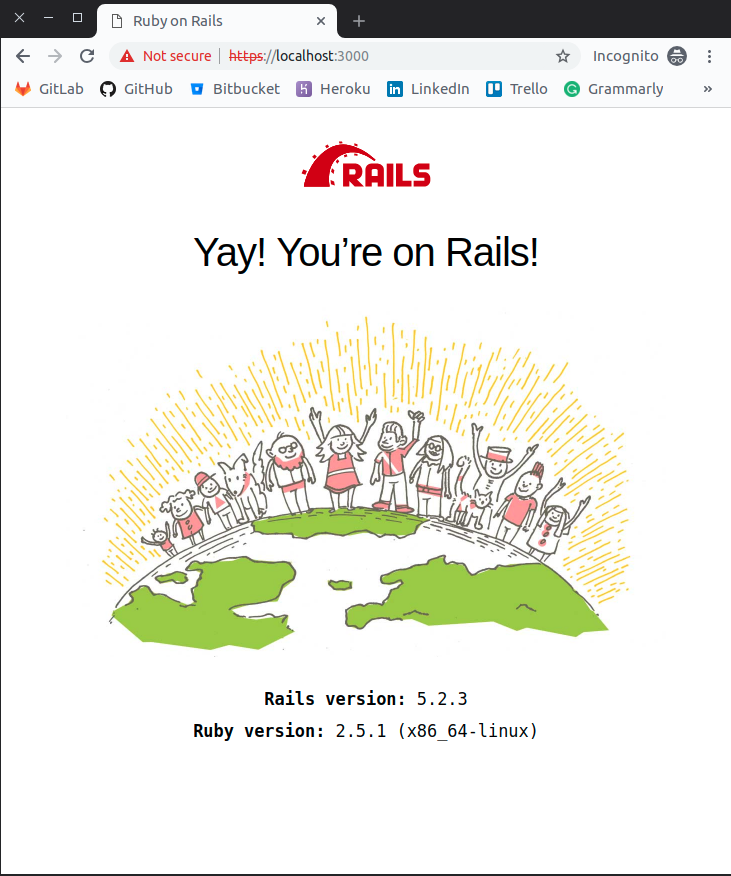 Ruby on Rails
Not secure | https://localhost:3000 Incognito
GitLab GitHub Bitbucket Heroku LinkedIn Trello Grammarly »
RAILS
Yay! You’re on Rails!
Rails version: 5.2.3
Ruby version: 2.5.1 (x86_64-linux)